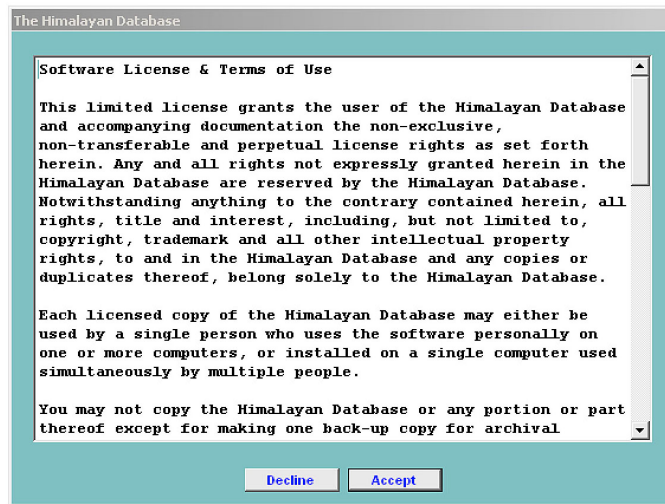 The Himalayan Database
Software License & Terms of Use
This limited license grants the user of the Himalayan Database
and accompanying documentation the non-exclusive,
non-transferable and perpetual license rights as set forth
herein. Any and all rights not expressly granted herein in the
Himalayan Database are reserved by the Himalayan Database.
Notwithstanding anything to the contrary contained herein, all
rights, title and interest, including, but not limited to,
copyright, trademark and all other intellectual property
rights, to and in the Himalayan Database and any copies or
duplicates thereof, belong solely to the Himalayan Database.
Each licensed copy of the Himalayan Database may either be
used by a single person who uses the software personally on
one or more computers, or installed on a single computer used
simultaneously by multiple people.
You may not copy the Himalayan Database or any portion or part
thereof except for making one back-up copy for archival
Decline Accept